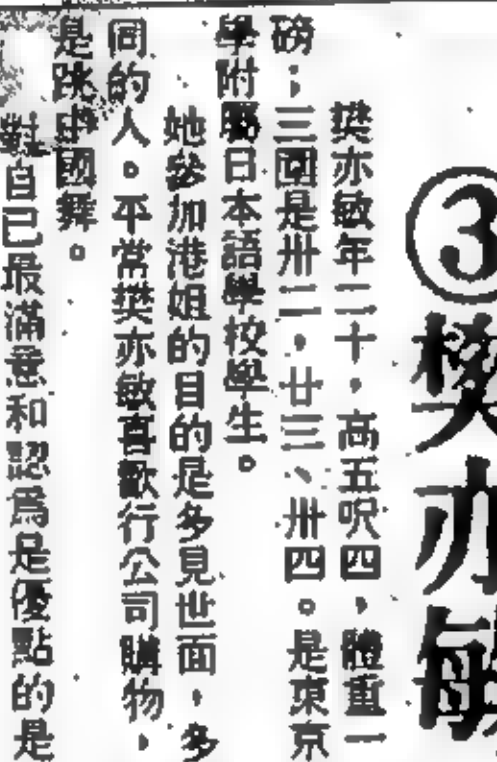 ③樊亦敏
樊亦敏年二十，高五呎四，體重一
磅；三圍是卅二，廿三、卅四。是東京
學附屬日本語學校學生。
她參加港姐的目的是多見世面，多
同的人。平常樊亦敏喜歡行公司購物，
是跳中國舞。
對自己最滿意和認爲是優點的是